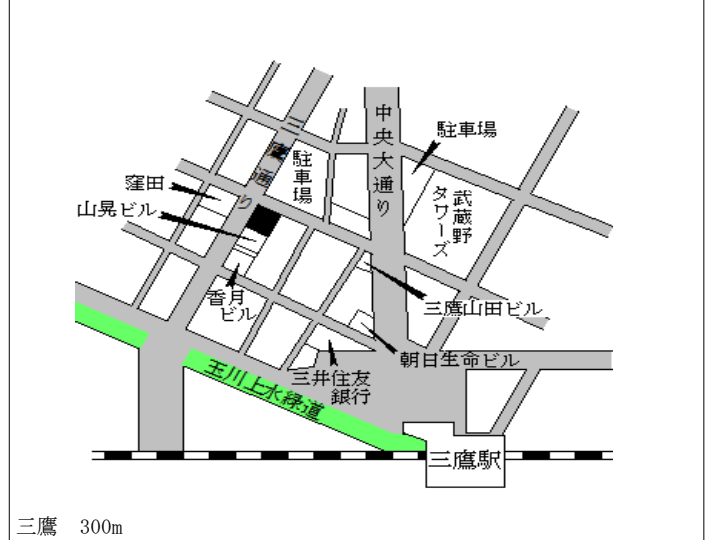 三鷹通り
中央大通り
駐車場
駐車場
窪田
山晃ビル
武蔵野
タワーズ
香月
ビル
三鷹山田ビル
朝日生命ビル
三井住友
銀行
玉川上水緑道
三鷹駅
三鷹　300m